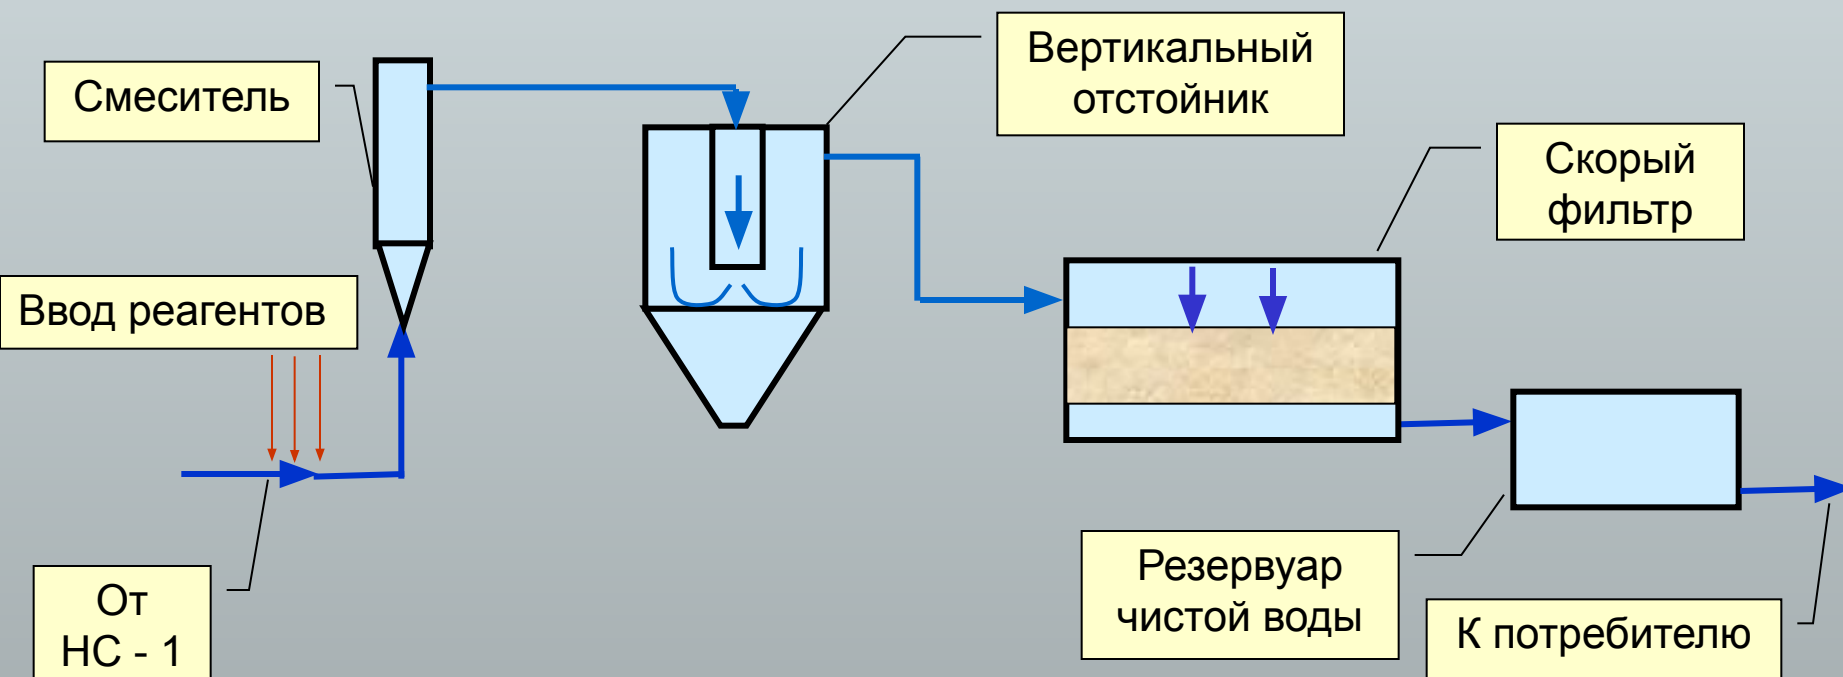 Смеситель
Вертикальный
отстойник
Скорый
фильтр
Ввод реагентов
От
НС - 1
Резервуар
чистой воды
К потребителю